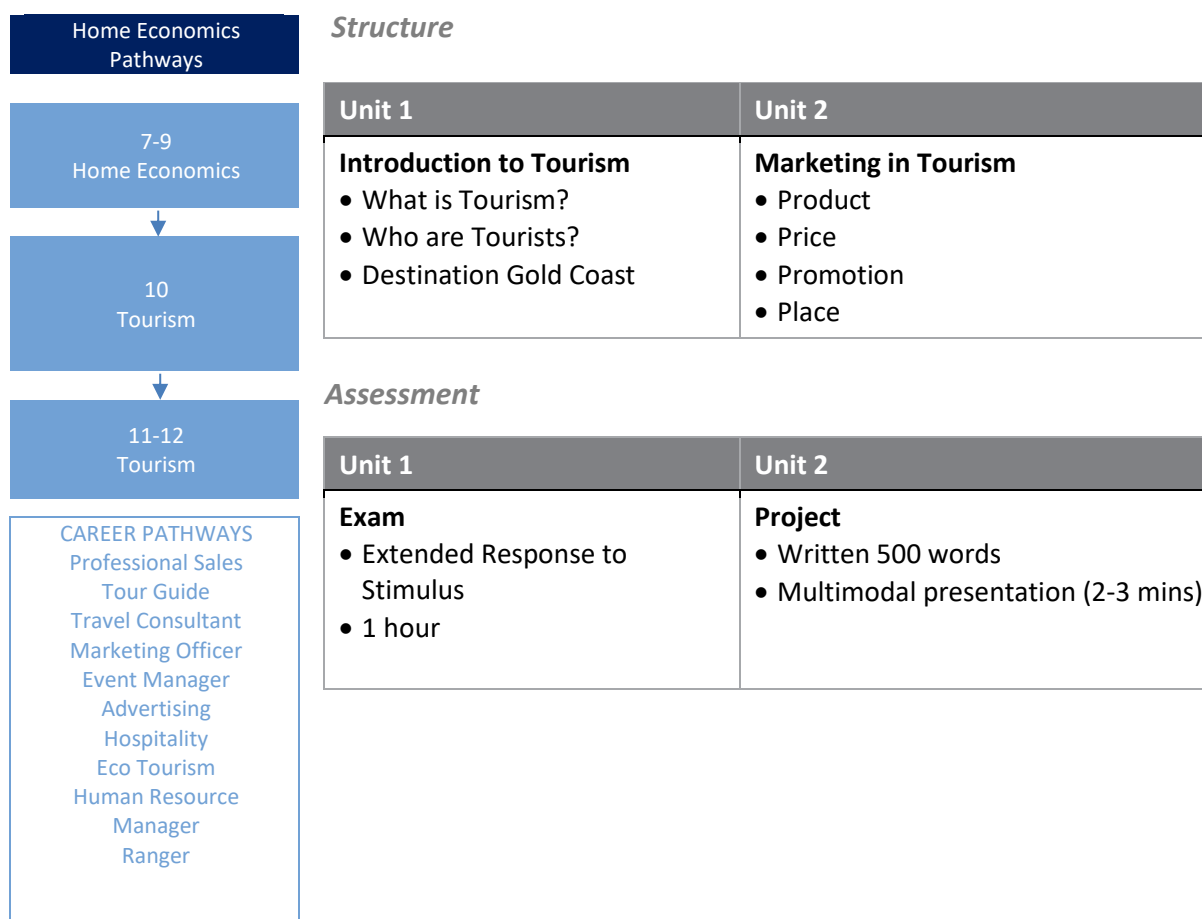 Home Economics
Pathways
7-9
Home Economics
10
Tourism
11-12
Tourism
CAREER PATHWAYS
Professional Sales
Tour Guide
Travel Consultant
Marketing Officer
Event Manager
Advertising
Hospitality
Eco Tourism
Human Resource
Manager
Ranger
Structure
Unit 1
Unit 2
Introduction to Tourism
• What is Tourism?
• Who are Tourists?
• Destination Gold Coast
Marketing in Tourism
• Product
• Price
• Promotion
• Place
Assessment
Unit 1
Unit 2
Exam
• Extended Response to
Stimulus
• 1 hour
Project
• Written 500 words
• Multimodal presentation (2-3 mins)